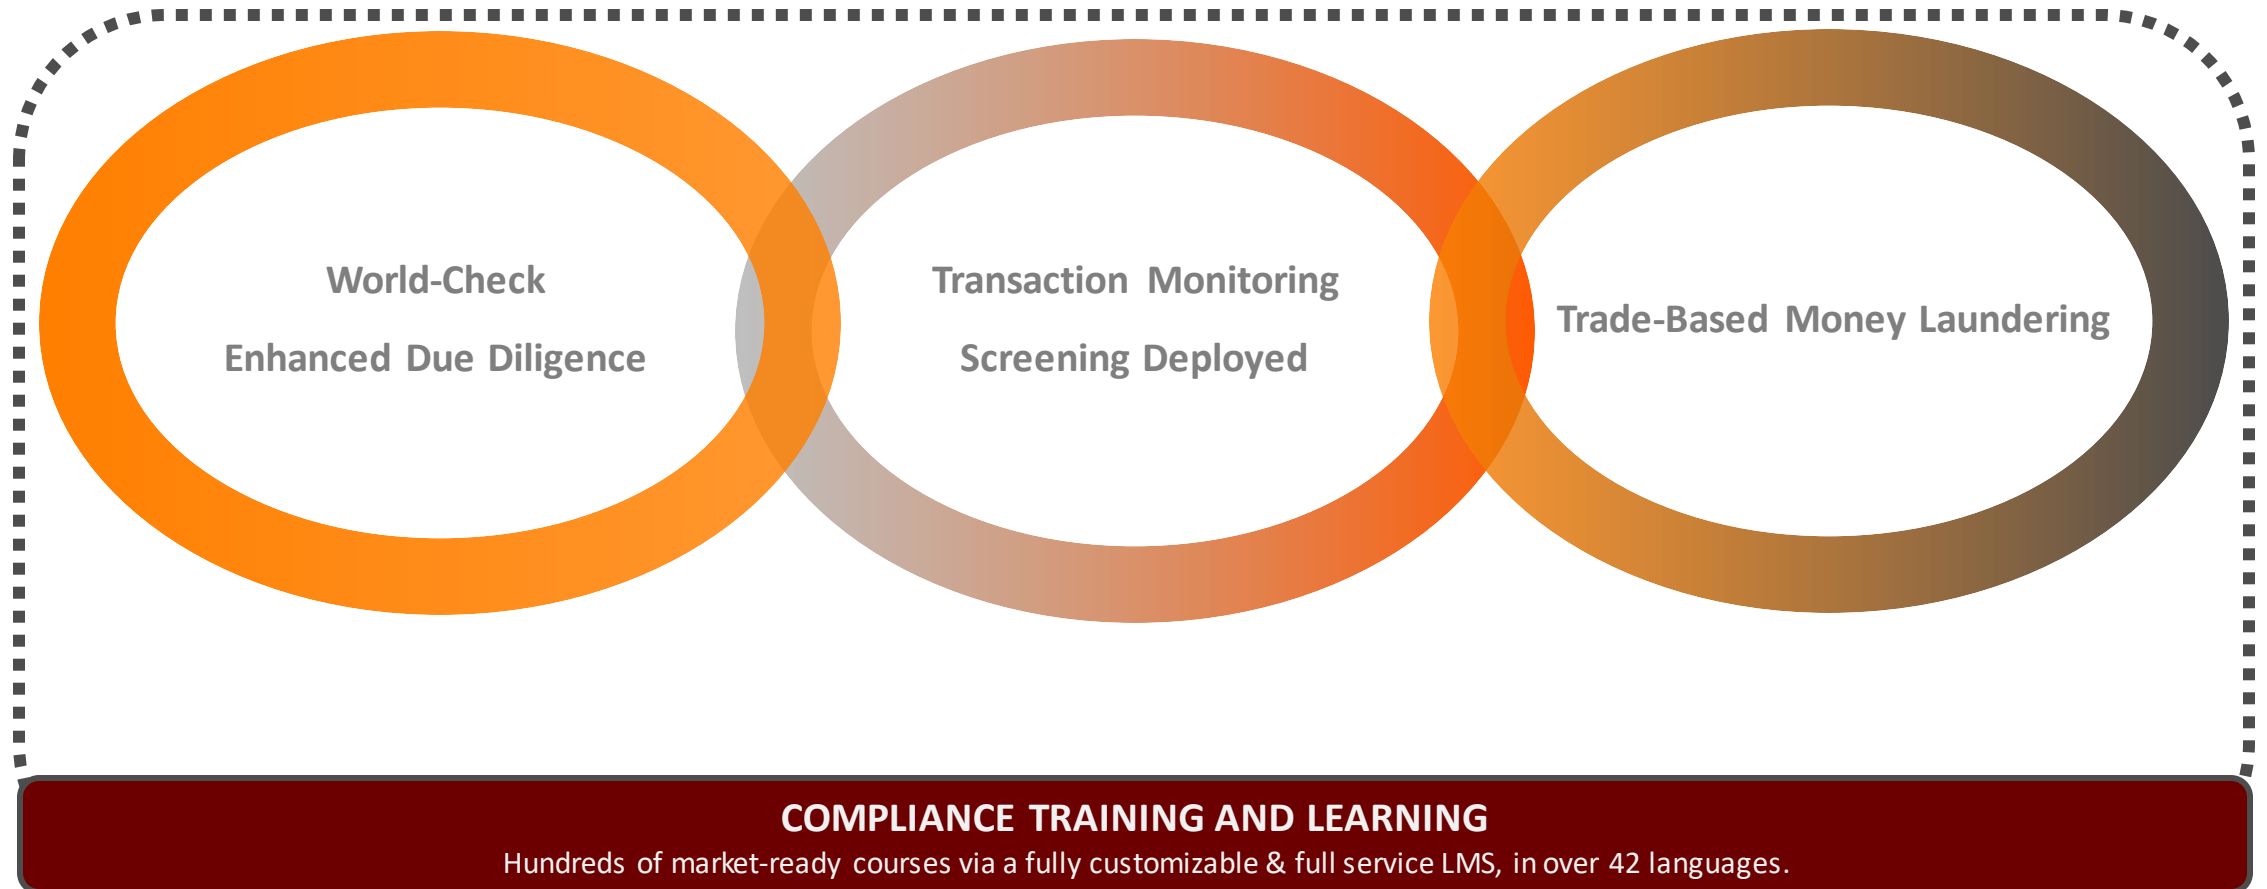 World-Check
Enhanced Due Diligence
Transaction Monitoring
Screening Deployed
Trade-Based Money Laundering
COMPLIANCE TRAINING AND LEARNING
Hundreds of market-ready courses via a fully customizable & full service LMS, in over 42 languages.